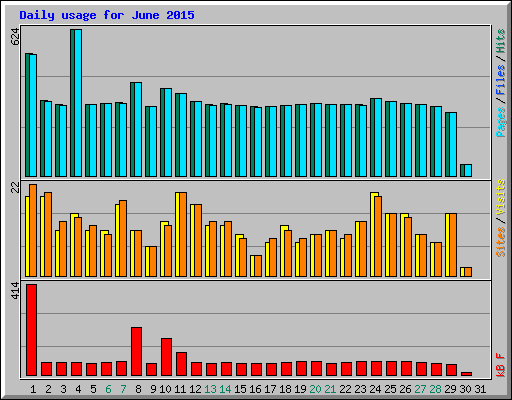 Daily usage for June 2015
624
22
414
Pages / Files / Hits
Sites / Visits
kB F
1 2 3 4 5 6 7 8 9 10 11 12 13 14 15 16 17 18 19 20 21 22 23 24 25 26 27 28 29 30 31